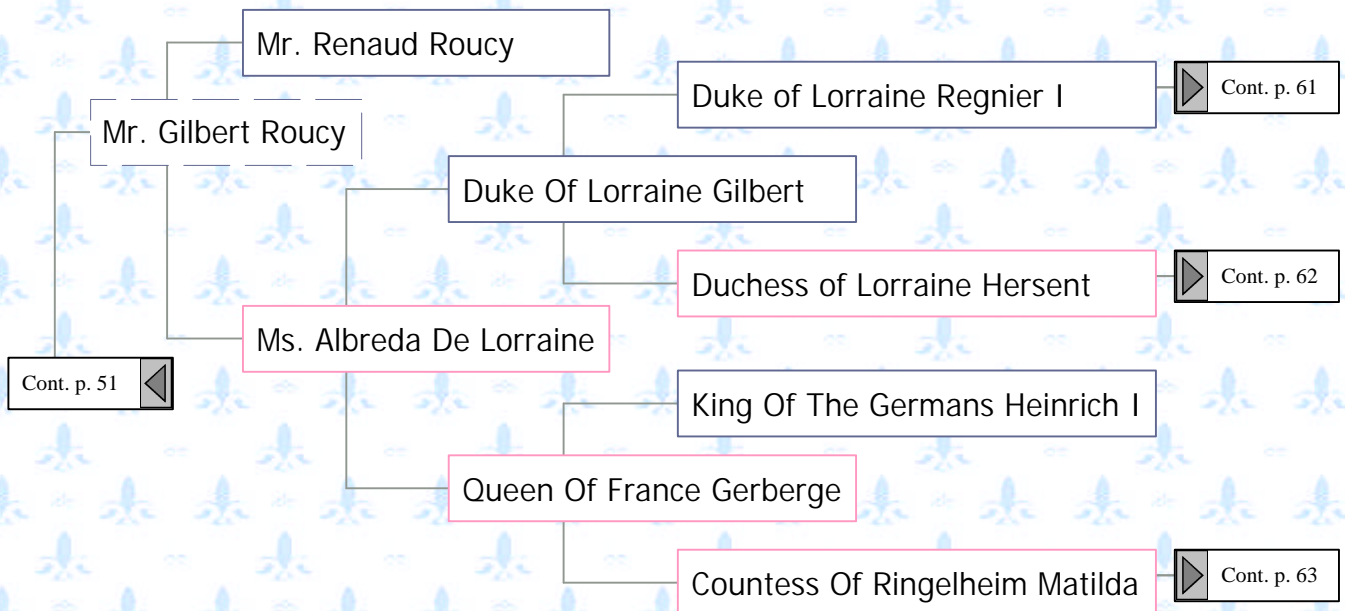 Mr. Renaud Roucy
Duke of Lorraine Regnier I
Cont. p. 61
Mr. Gilbert Roucy
Duke Of Lorraine Gilbert
Duchess of Lorraine Hersent
Cont. p. 62
Ms. Albreda De Lorraine
Cont. p. 51
King Of The Germans Heinrich I
Queen Of France Gerberge
Countess Of Ringelheim Matilda
Cont. p. 63